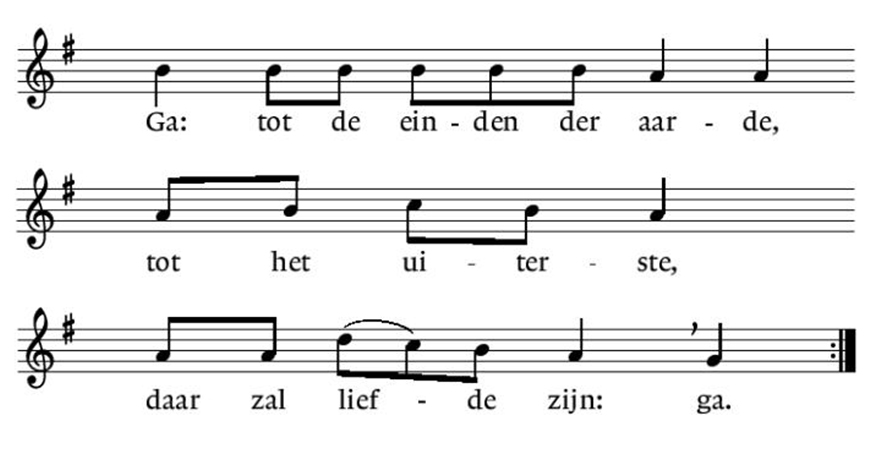 Ga: tot de ein - den der aar - de,
tot het ui - ter - ste,
daar zal lief - de zijn: ga.